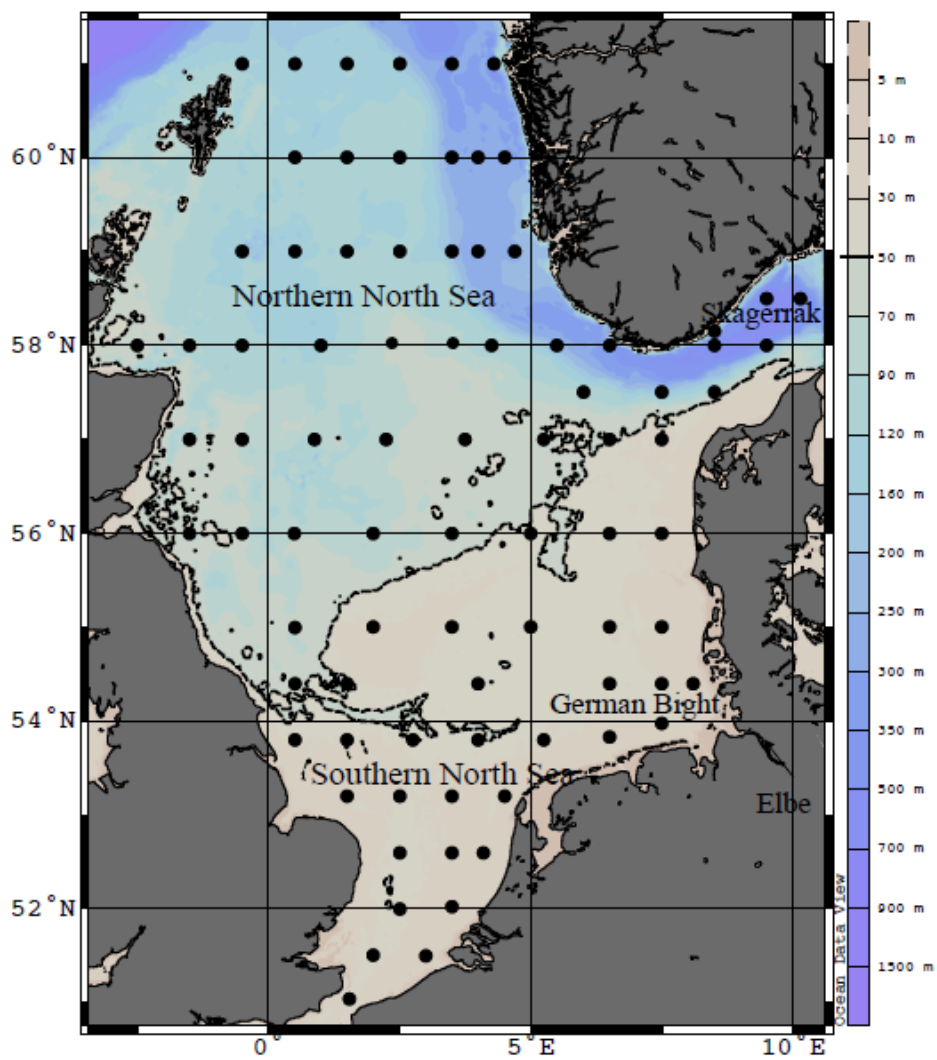 5 m
10 m
60°N
30 m
50 m
Northern North Sea
Skagerrak
70 m
58°N
90 m
120 m
160 m
56°N
200 m
250 m
300 m
German Bight
54°N
350 m
Southern North Sea
500 m
Elbe
700 m
52°N
900 m
1500 m
Ocean Data View
0°
5°E
10°E